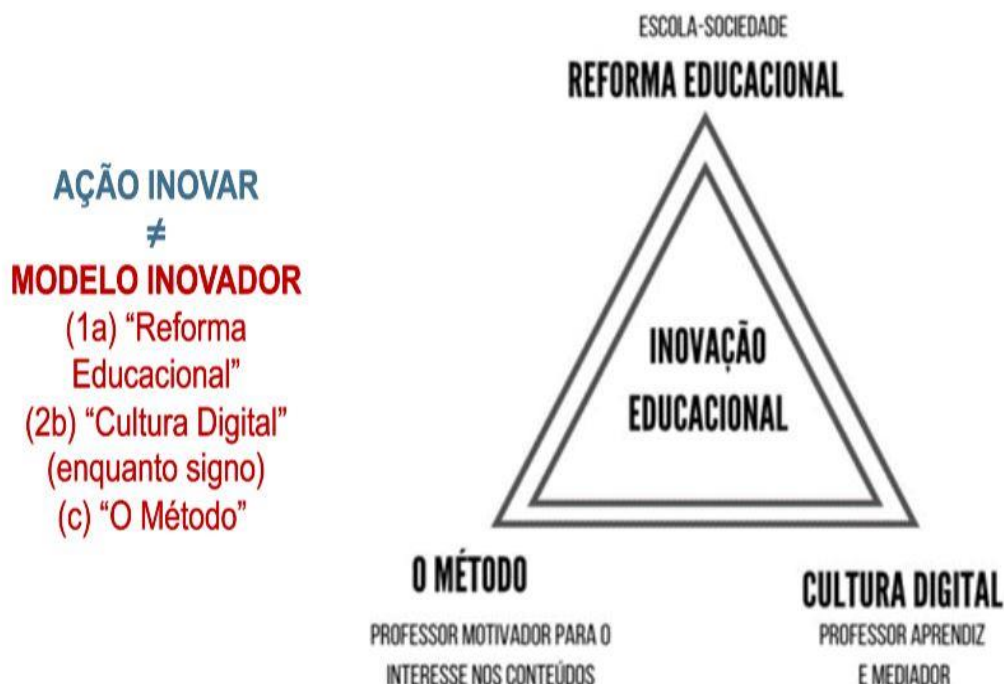 AÇÃO INOVAR
≠
MODELO INOVADOR
(1a) “Reforma
Educacional”
(2b) “Cultura Digital”
(enquanto signo)
(c) “O Método”
ESCOLA-SOCIEDADE
REFORMA EDUCACIONAL
INOVAÇÃO
EDUCACIONAL
O MÉTODO
PROFESSOR MOTIVADOR PARA O
INTERESSE NOS CONTEÚDOS
CULTURA DIGITAL
PROFESSOR APRENDIZ
E MEDIADOR